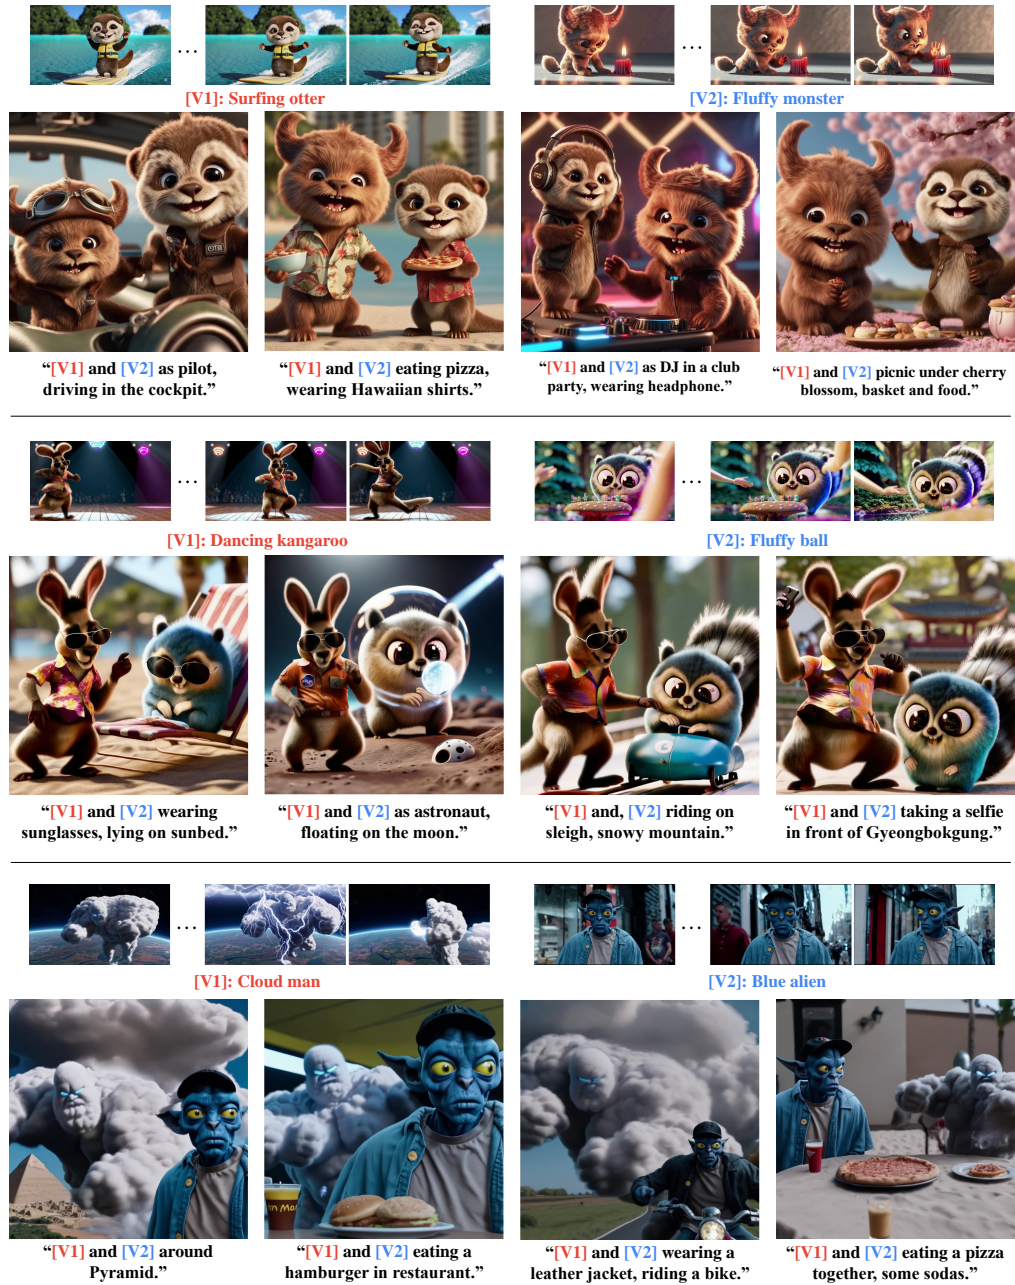 [V1]: Surfing otter
[V2]: Fluffy monster
“[V1] and [V2] as pilot,
driving in the cockpit.”
“[V1] and [V2] eating pizza,
wearing Hawaiian shirts.”
“[V1] and [V2] as DJ in a club
party, wearing headphone.”
“[V1] and [V2] picnic under cherry
blossom, basket and food.”
[V1]: Dancing kangaroo
[V2]: Fluffy ball
“[V1] and [V2] wearing
sunglasses, lying on sunbed.”
“[V1] and [V2] as astronaut,
floating on the moon.”
“[V1] and, [V2] riding on
sleigh, snowy mountain.”
“[V1] and [V2] taking a selfie
in front of Gyeongbokgung.”
[V1]: Cloud man
[V2]: Blue alien
“[V1] and [V2] around
Pyramid.”
“[V1] and [V2] eating a
hamburger in restaurant.”
“[V1] and [V2] wearing a
leather jacket, riding a bike.”
“[V1] and [V2] eating a pizza
together, some sodas.”